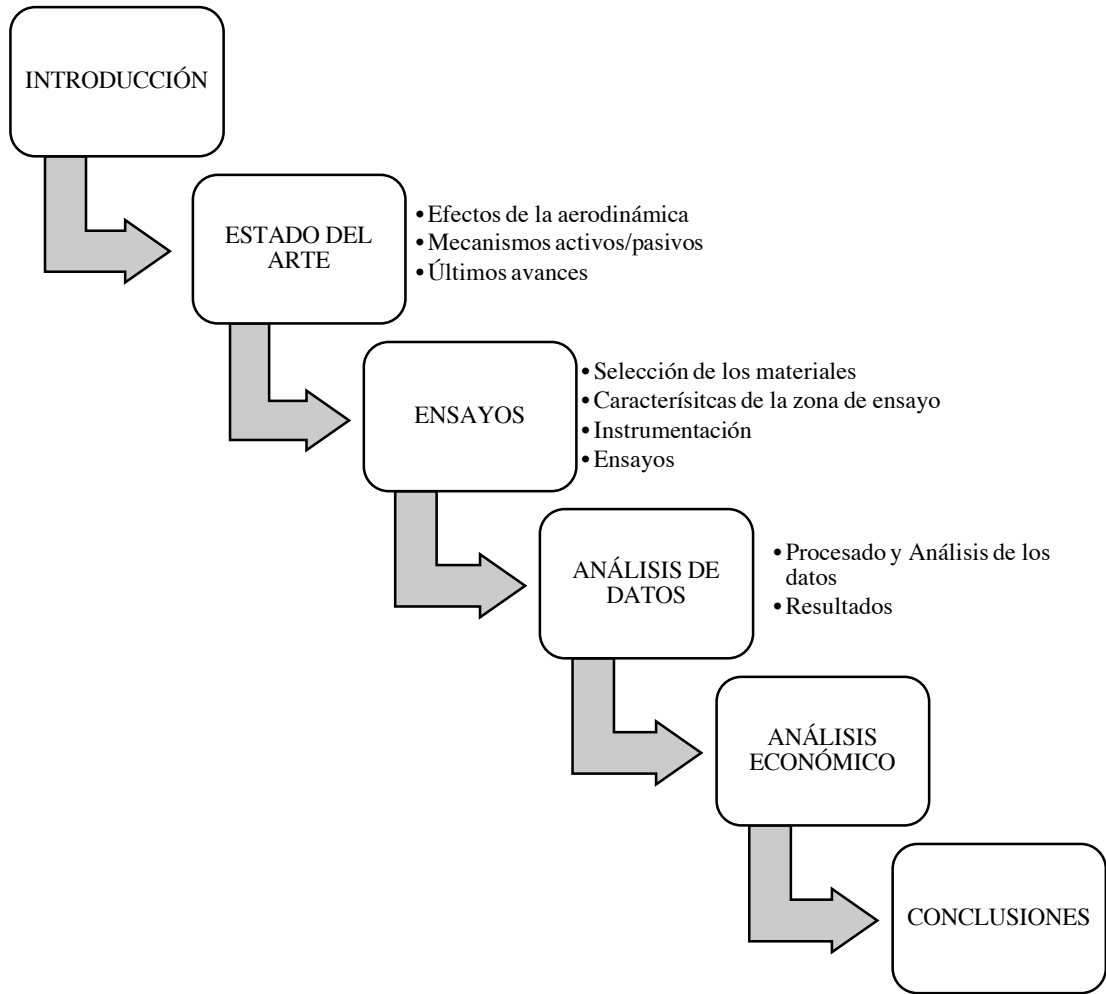 INTRODUCCIÓN
ESTADO DEL
ARTE
• Efectos de la aerodinámica
• Mecanismos activos/pasivos
• Últimos avances
ENSAYOS
• Selección de los materiales
• Caracterísitcas de la zona de ensayo
• Instrumentación
• Ensayos
ANÁLISIS DE
DATOS
• Procesado y Análisis de los
datos
• Resultados
ANÁLISIS
ECONÓMICO
CONCLUSIONES